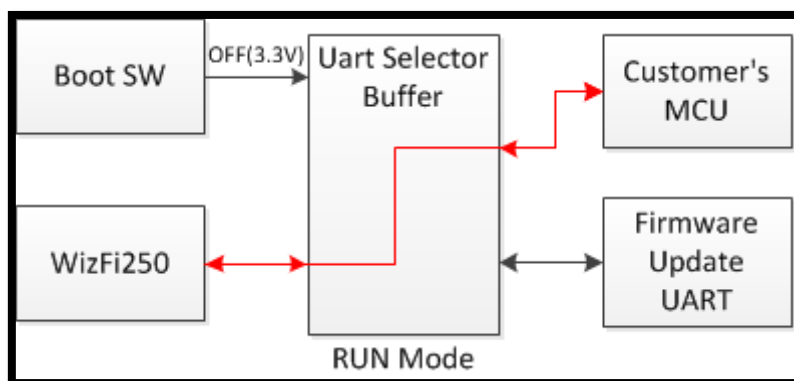 Boot SW
OFF(3.3V)
Uart Selector
Buffer
Customer's
MCU
WizFi250
Firmware
Update
UART
RUN Mode